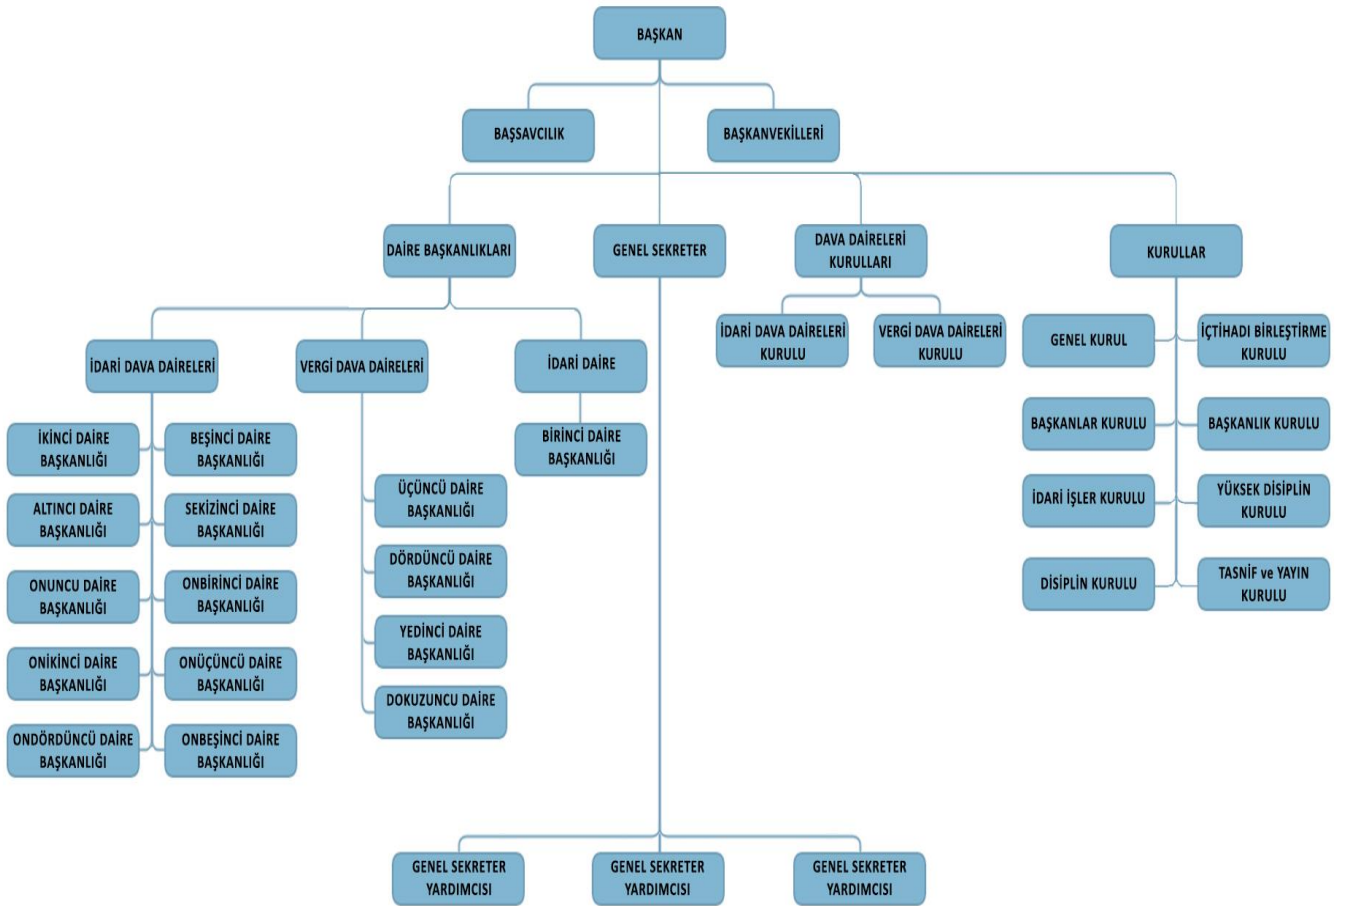 BAŞKAN
BAŞSAVCILIK
BAŞKANVEKİLLERİ
DAİRE BAŞKANLIKLARI
GENEL SEKRETER
DAVA DAİRELERİ
KURULLARI
KURULLAR
İDARİ DAVA DAİRELERİ
VERGİ DAVA DAİRELERİ
İDARİ DAİRE
İDARİ DAVA DAİRELERİ
KURULU
VERGİ DAVA DAİRELERİ
KURULU
GENEL KURUL
İÇTİHADI BİRLEŞTİRME
KURULU
BAŞKANLAR KURULU
BAŞKANLIK KURULU
İDARİ İŞLER KURULU
YÜKSEK DİSİPLİN
KURULU
DISİPLİN KURULU
TASNİF ve YAYIN
KURULU
İKİNCİ DAİRE
BAŞKANLIĞI
BEŞİNCİ DAİRE
BAŞKANLIĞI
ALTINCI DAİRE
BAŞKANLIĞI
SEKİZİNCİ DAİRE
BAŞKANLIĞI
ONUNCU DAİRE
BAŞKANLIĞI
ONBİRİNCİ DAİRE
BAŞKANLIĞI
ONİKİNCİ DAİRE
BAŞKANLIĞI
ONÜÇÜNCÜ DAİRE
BAŞKANLIĞI
ONDÖRDÜNCÜ DAİRE
BAŞKANLIĞI
ONBEŞİNCİ DAİRE
BAŞKANLIĞI
ÜÇÜNCÜ DAİRE
BAŞKANLIĞI
DÖRDÜNCÜ DAİRE
BAŞKANLIĞI
YEDİNCİ DAİRE
BAŞKANLIĞI
DOKUZUNCU DAİRE
BAŞKANLIĞI
BİRİNCİ DAİRE
BAŞKANLIĞI
GENEL SEKRETER
YARDIMCISI
GENEL SEKRETER
YARDIMCISI
GENEL SEKRETER
YARDIMCISI